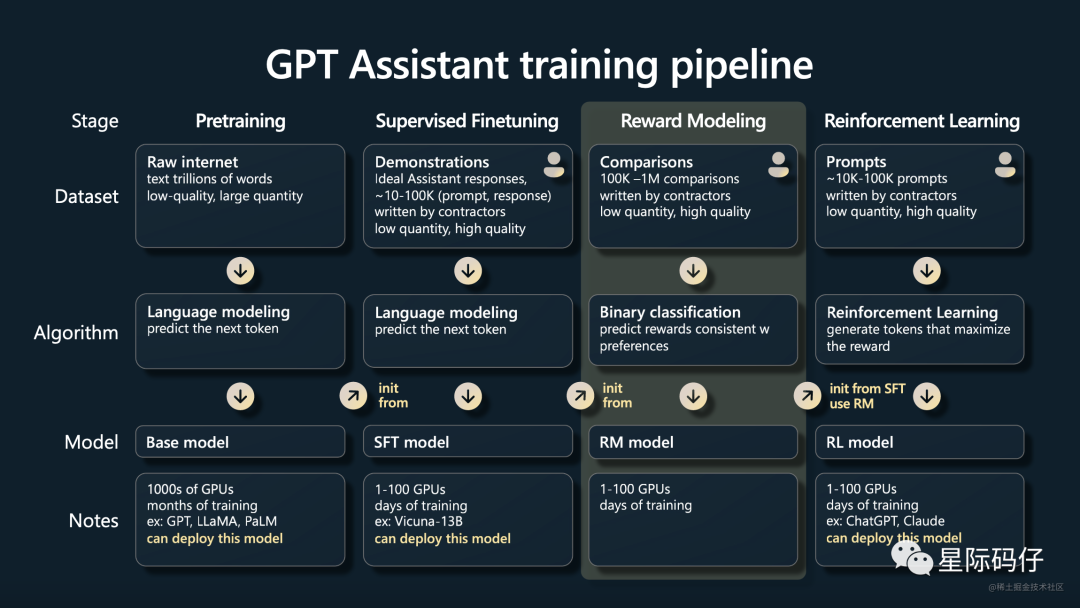 GPT Assistant training pipeline
Stage
Pretraining
Supervised Finetuning
Reward Modeling
Reinforcement Learning
Dataset
Raw internet
text trillions of words
low-quality, large quantity
Demonstrations
Ideal Assistant responses,
~10-100K (prompt, response)
written by contractors
low quantity, high quality
Comparisons
100K –1M comparisons
written by contractors
low quantity, high quality
Prompts
~10K-100K prompts
written by contractors
low quantity, high quality
Algorithm
Language modeling
predict the next token
Language modeling
predict the next token
Binary classification
predict rewards consistent w
preferences
Reinforcement Learning
generate tokens that maximize
the reward
init
from
init
from
init from SFT
use RM
Model
Base model
SFT model
RM model
RL model
Notes
1000s of GPUs
months of training
ex: GPT, LLaMA, PaLM
can deploy this model
1-100 GPUs
days of training
ex: Vicuna-13B
can deploy this model
1-100 GPUs
days of training
1-100 GPUs
days of training
ex: ChatGPT, Claude
can deploy this model
星际码仔
@稀土掘金技术社区